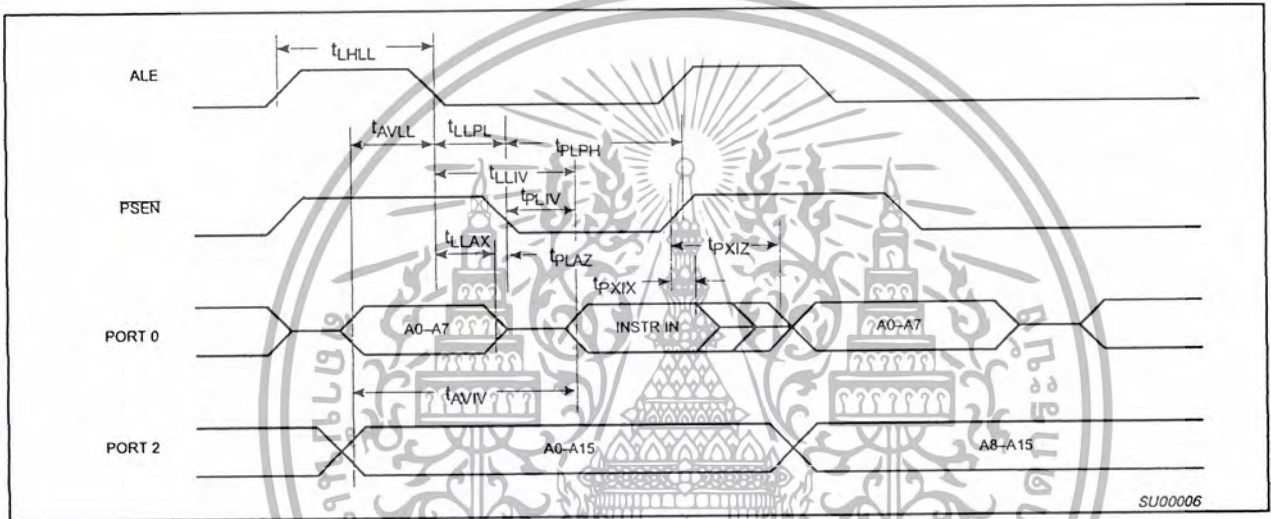 tLHLL
ALE
tAVLL tLLPL tPLPH
tLLIV
PSEN tPLIV
tLLAX tPLAZ tPXIZ
tPXIX
PORT 0 A0–A7 INSTR IN A0–A7
tAVIV
PORT 2 A0–A15 A8–A15
SU00006